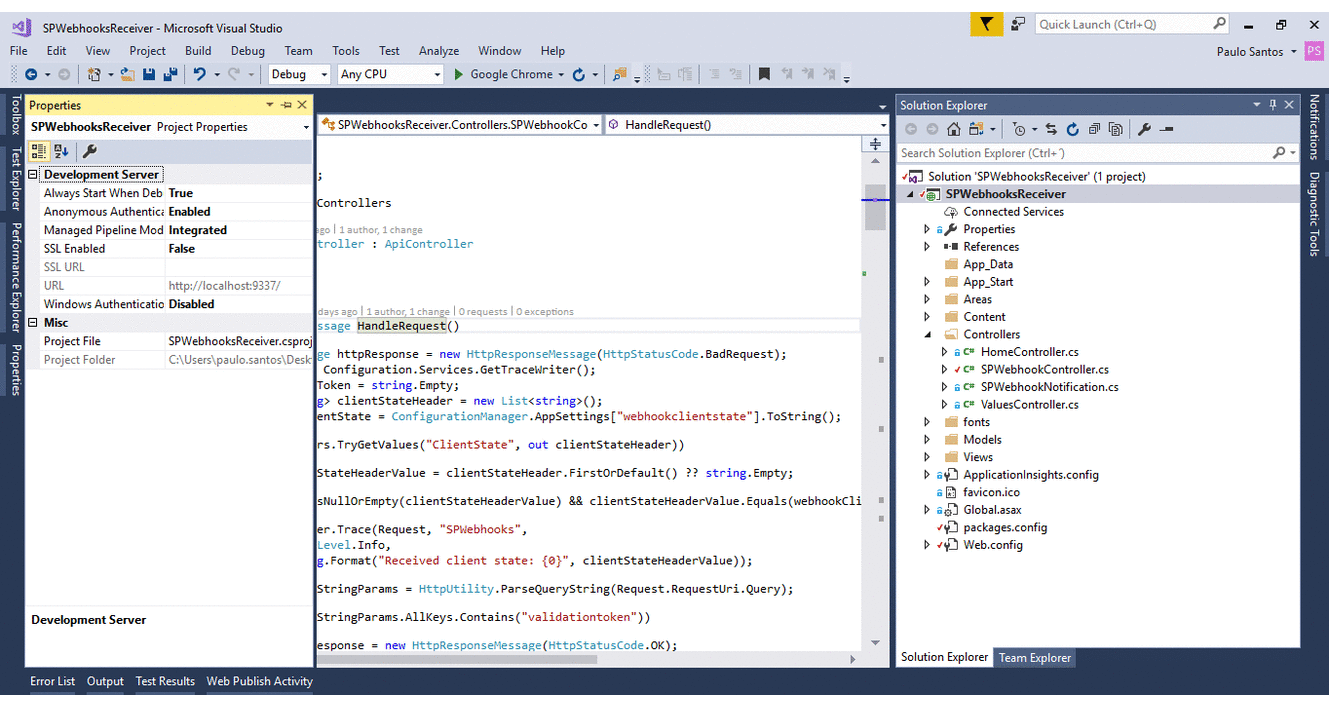 SPWebhooksReceiver - Microsoft Visual Studio
Quick Launch (Ctrl+Q)
File Edit View Project Build Debug Team Tools Test Analyze Window Help
Paulo Santos PS
Debug Any CPU Google Chrome
Toolbox
Test Explorer
Performance Explorer
Properties
Properties
SPWebhooksReceiver Project Properties
Development Server
Always Start When Deb True
Anonymous Authentica Enabled
Managed Pipeline Mod Integrated
SSL Enabled False
SSL URL
URL http://localhost:9337/
Windows Authenticatio Disabled
Misc
Project File SPWebhooksReceiver.csproj
Project Folder C:\Users\paulo.santos\Desk
Development Server
SPWebhooksReceiver.Controllers.SPWebhookCo HandleRequest()
;
Controllers
ago | 1 author, 1 change
troller : ApiController
days ago | 1 author, 1 change | 0 requests | 0 exceptions
ssage HandleRequest()
ge httpResponse = new HttpResponseMessage(HttpStatusCode.BadRequest);
Configuration.Services.GetTraceWriter();
Token = string.Empty;
g> clientStateHeader = new List<string>();
entState = ConfigurationManager.AppSettings["webhookclientstate"].ToString();
rs.TryGetValues("ClientState", out clientStateHeader))
StateHeaderValue = clientStateHeader.FirstOrDefault() ?? string.Empty;
sNullOrEmpty(clientStateHeaderValue) && clientStateHeaderValue.Equals(webhookCli
er.Trace(Request, "SPWebhooks",
Level.Info,
g.Format("Received client state: {0}", clientStateHeaderValue));
StringParams = HttpUtility.ParseQueryString(Request.RequestUri.Query);
StringParams.AllKeys.Contains("validationtoken"))
esponse = new HttpResponseMessage(HttpStatusCode.OK);
Solution Explorer
Search Solution Explorer (Ctrl+´)
Solution 'SPWebhooksReceiver' (1 project)
SPWebhooksReceiver
Connected Services
Properties
References
App_Data
App_Start
Areas
Content
Controllers
C# HomeController.cs
C# SPWebhookController.cs
C# SPWebhookNotification.cs
C# ValuesController.cs
fonts
Models
Views
ApplicationInsights.config
favicon.ico
Global.asax
packages.config
Web.config
Solution Explorer Team Explorer
Notifications
Diagnostic Tools
Error List Output Test Results Web Publish Activity